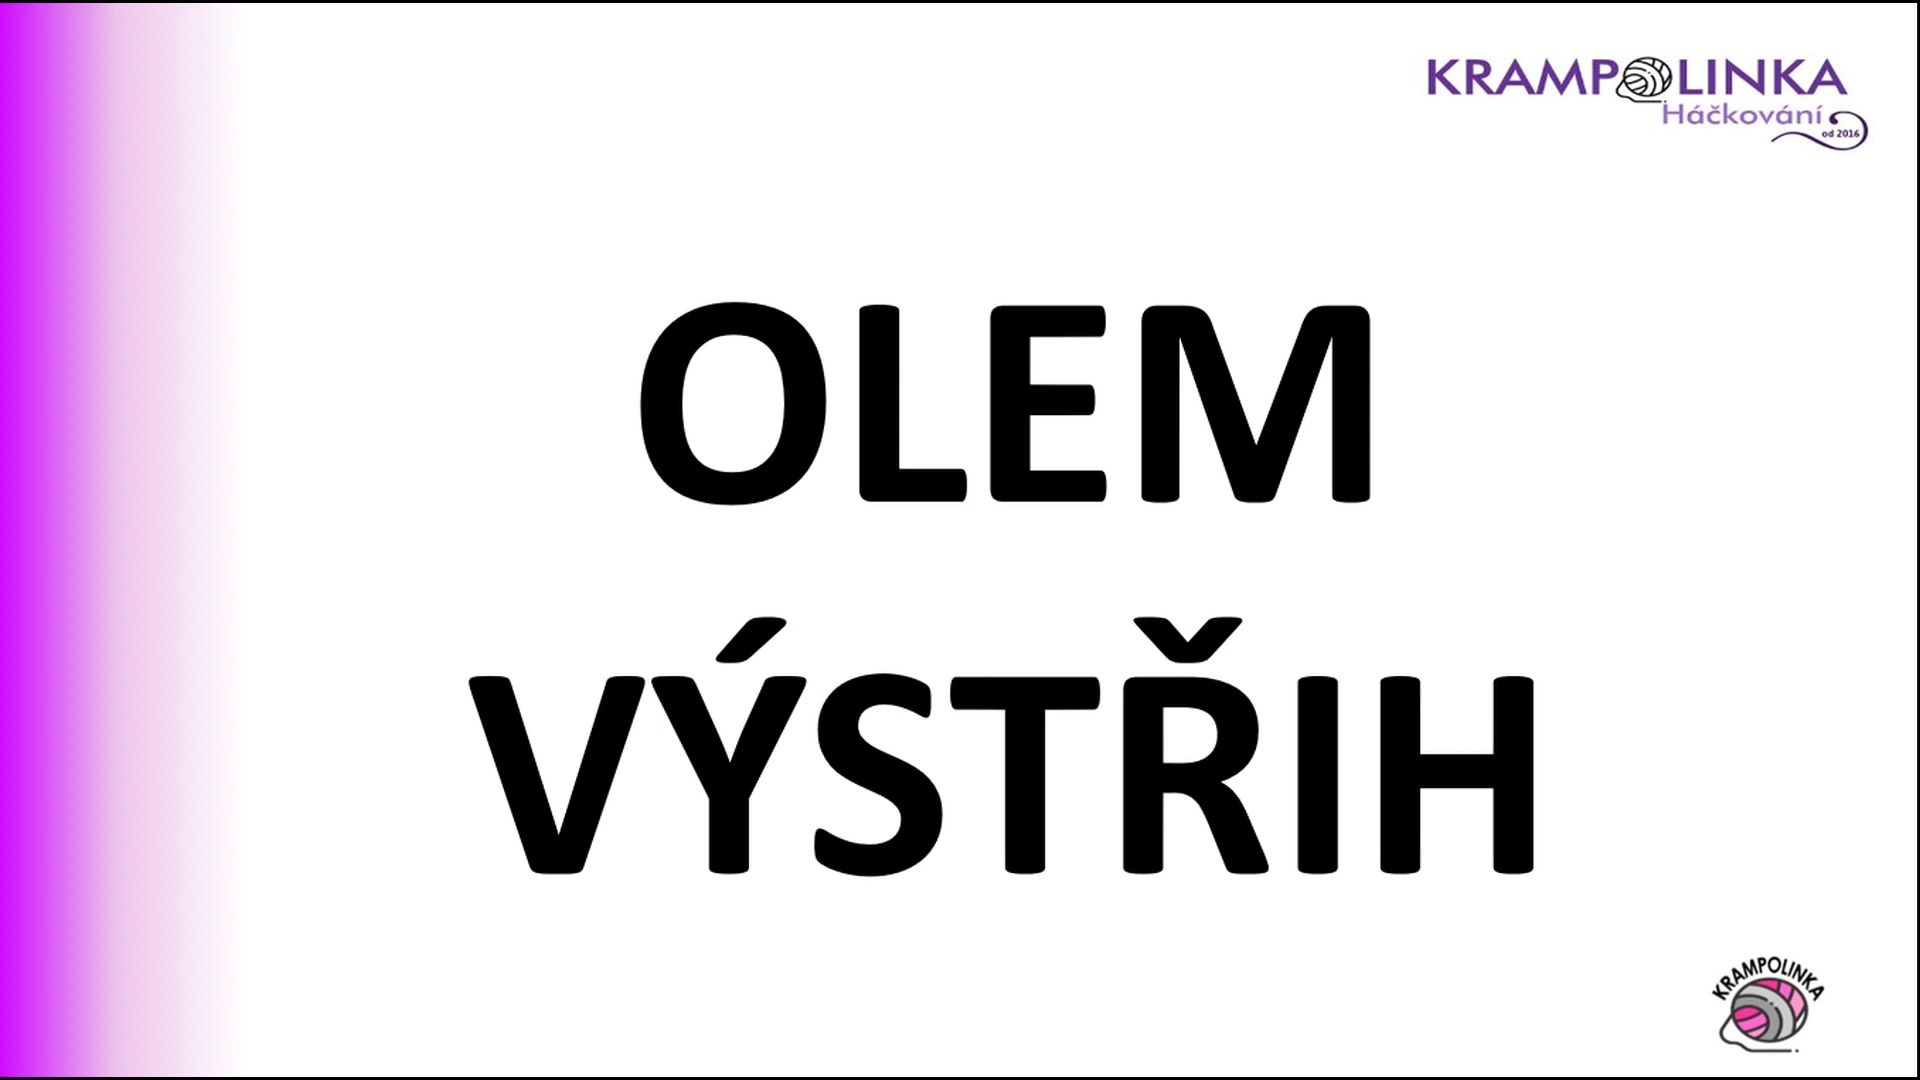 KRAMPOLINKA
Háčkování
od 2016
OLEM
VÝSTŘIH
KRAMPOLINKA